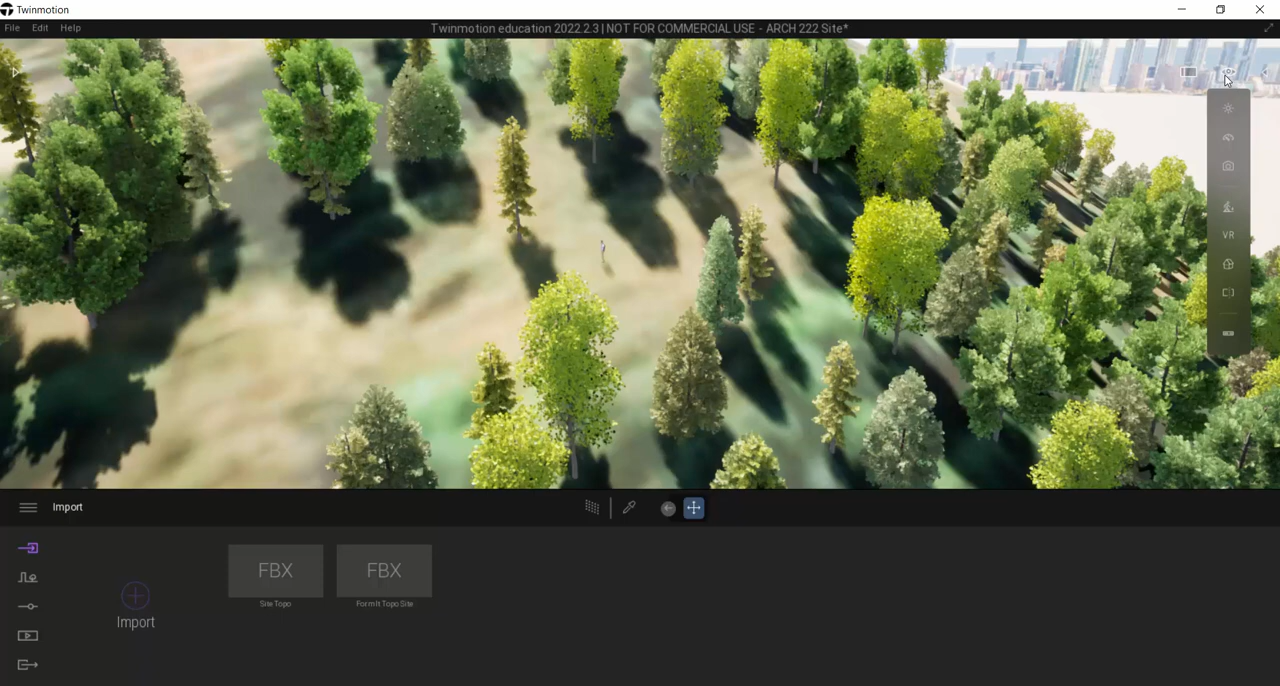 Twinmotion
File Edit Help
Twinmotion education 2022.2.3 | NOT FOR COMMERCIAL USE - ARCH 222 Site*
VR
Import
FBX FBX
Site Topo FormIt Topo Site
Import